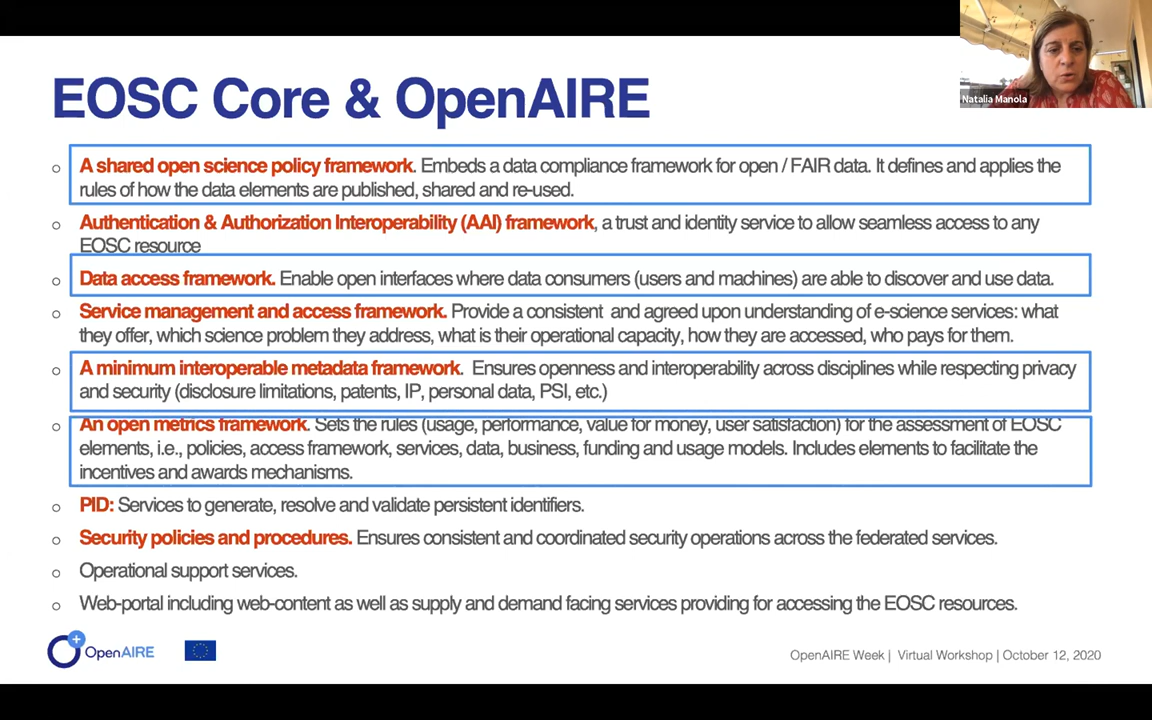 EOSC Core & OpenAIRE
Natalia Manola
○ A shared open science policy framework. Embeds a data compliance framework for open / FAIR data. It defines and applies the
rules of how the data elements are published, shared and re-used.
○ Authentication & Authorization Interoperability (AAI) framework, a trust and identity service to allow seamless access to any
EOSC resource
○ Data access framework. Enable open interfaces where data consumers (users and machines) are able to discover and use data.
○ Service management and access framework. Provide a consistent and agreed upon understanding of e-science services: what
they offer, which science problem they address, what is their operational capacity, how they are accessed, who pays for them.
○ A minimum interoperable metadata framework. Ensures openness and interoperability across disciplines while respecting privacy
and security (disclosure limitations, patents, IP, personal data, PSI, etc.)
○ An open metrics framework. Sets the rules (usage, performance, value for money, user satisfaction) for the assessment of EOSC
elements, i.e., policies, access framework, services, data, business, funding and usage models. Includes elements to facilitate the
incentives and awards mechanisms.
○ PID: Services to generate, resolve and validate persistent identifiers.
○ Security policies and procedures. Ensures consistent and coordinated security operations across the federated services.
○ Operational support services.
○ Web-portal including web-content as well as supply and demand facing services providing for accessing the EOSC resources.
OpenAIRE
OpenAIRE Week | Virtual Workshop | October 12, 2020